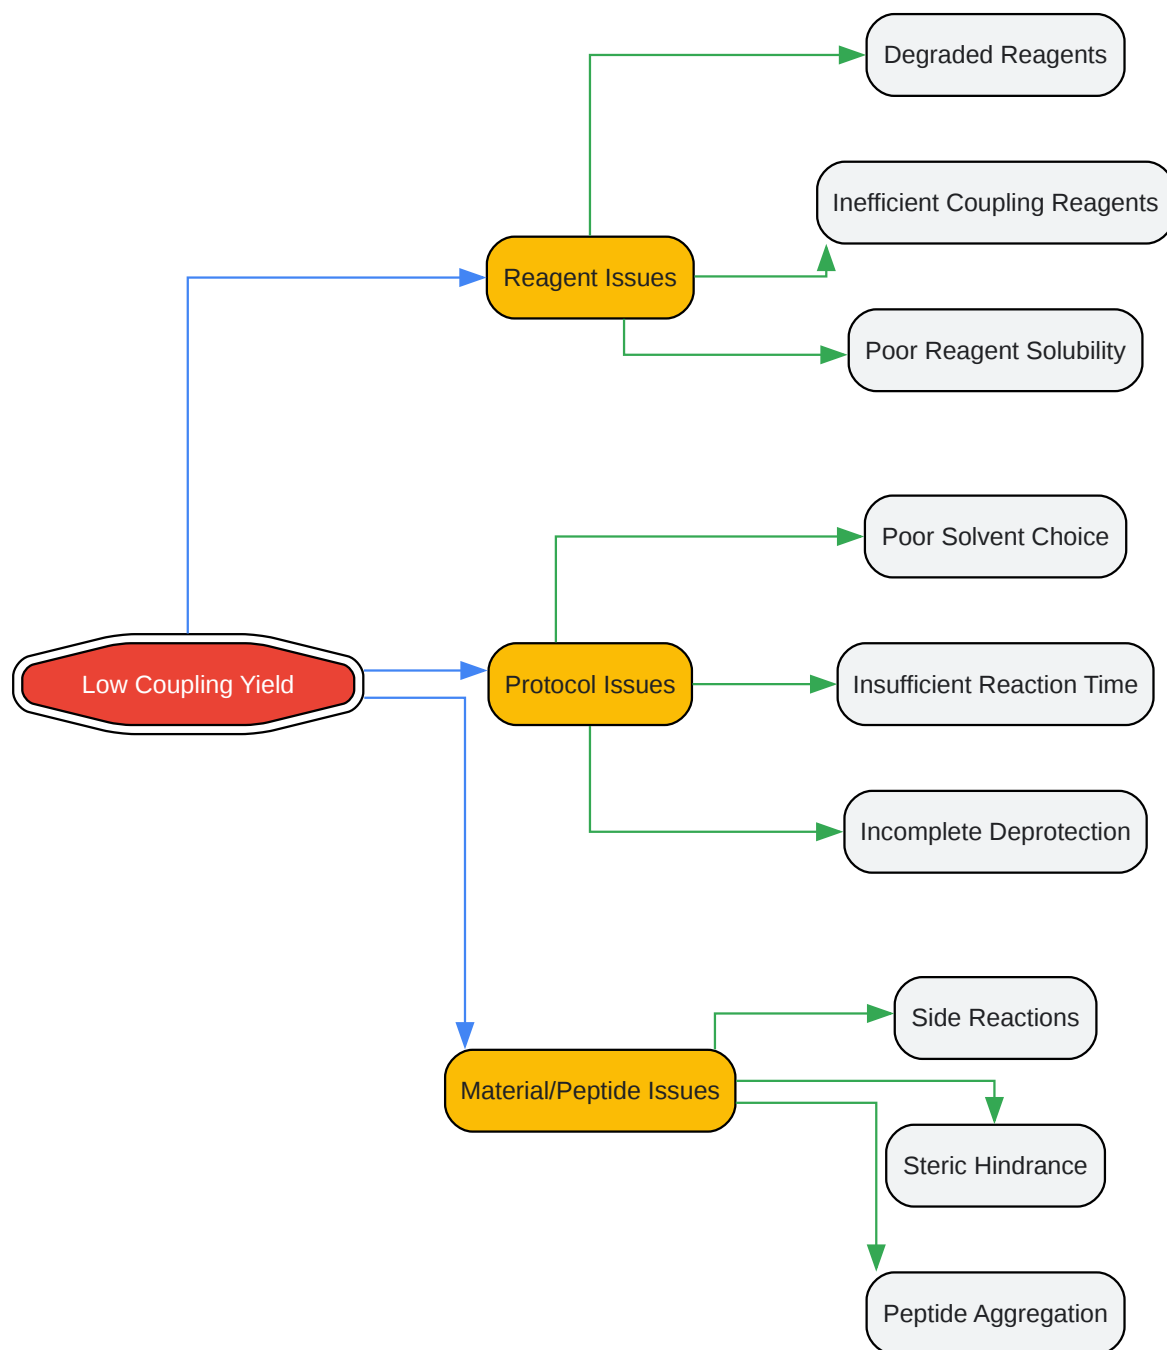 Degraded Reagents
Inefficient Coupling Reagents
Reagent Issues
Poor Reagent Solubility
Poor Solvent Choice
Low Coupling Yield
Protocol Issues
Insufficient Reaction Time
Incomplete Deprotection
Side Reactions
Material/Peptide Issues
Steric Hindrance
Peptide Aggregation